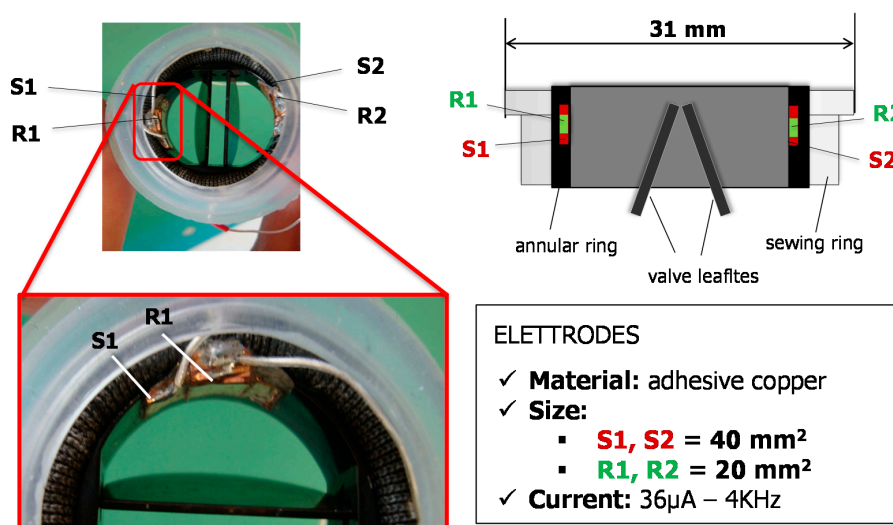 S1
R1
S2
R2
31 mm
R1
S1
R2
S2
annular ring
valve leaflets
sewing ring
R1
S1
ELETTRODES
✓ Material: adhesive copper
✓ Size:
▪ S1, S2 = 40 mm²
▪ R1, R2 = 20 mm²
✓ Current: 36µA – 4KHz